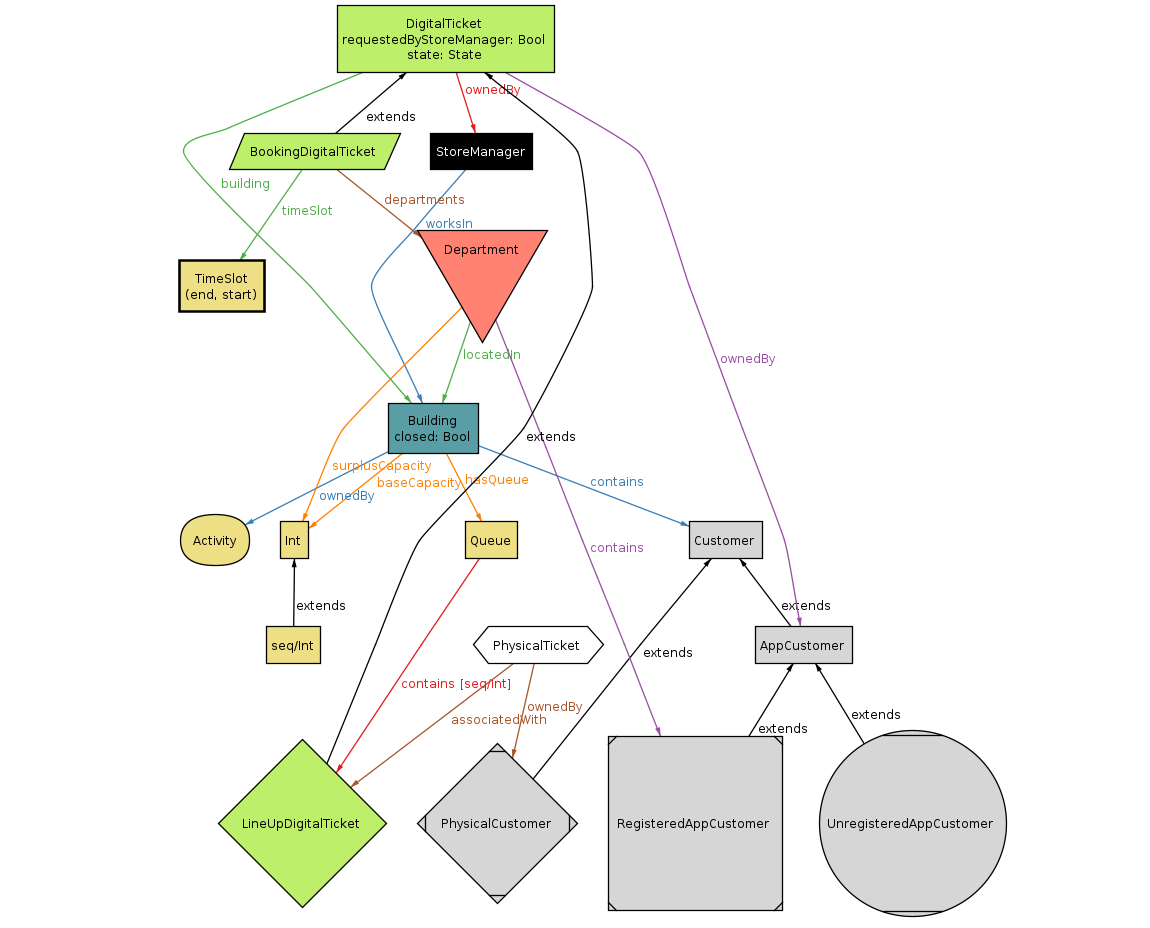 DigitalTicket
requestedByStoreManager: Bool
state: State
ownedBy
extends
BookingDigitalTicket
StoreManager
building
departments
timeSlot
worksIn
Department
TimeSlot
(end, start)
locatedIn
ownedBy
Building
closed: Bool
extends
surplusCapacity
baseCapacity
hasQueue
contains
ownedBy
Activity
Int
Queue
Customer
contains
extends
extends
seq/Int
PhysicalTicket
AppCustomer
extends
contains [seq/Int]
ownedBy
associatedWith
extends
extends
LineUpDigitalTicket
PhysicalCustomer
RegisteredAppCustomer
UnregisteredAppCustomer